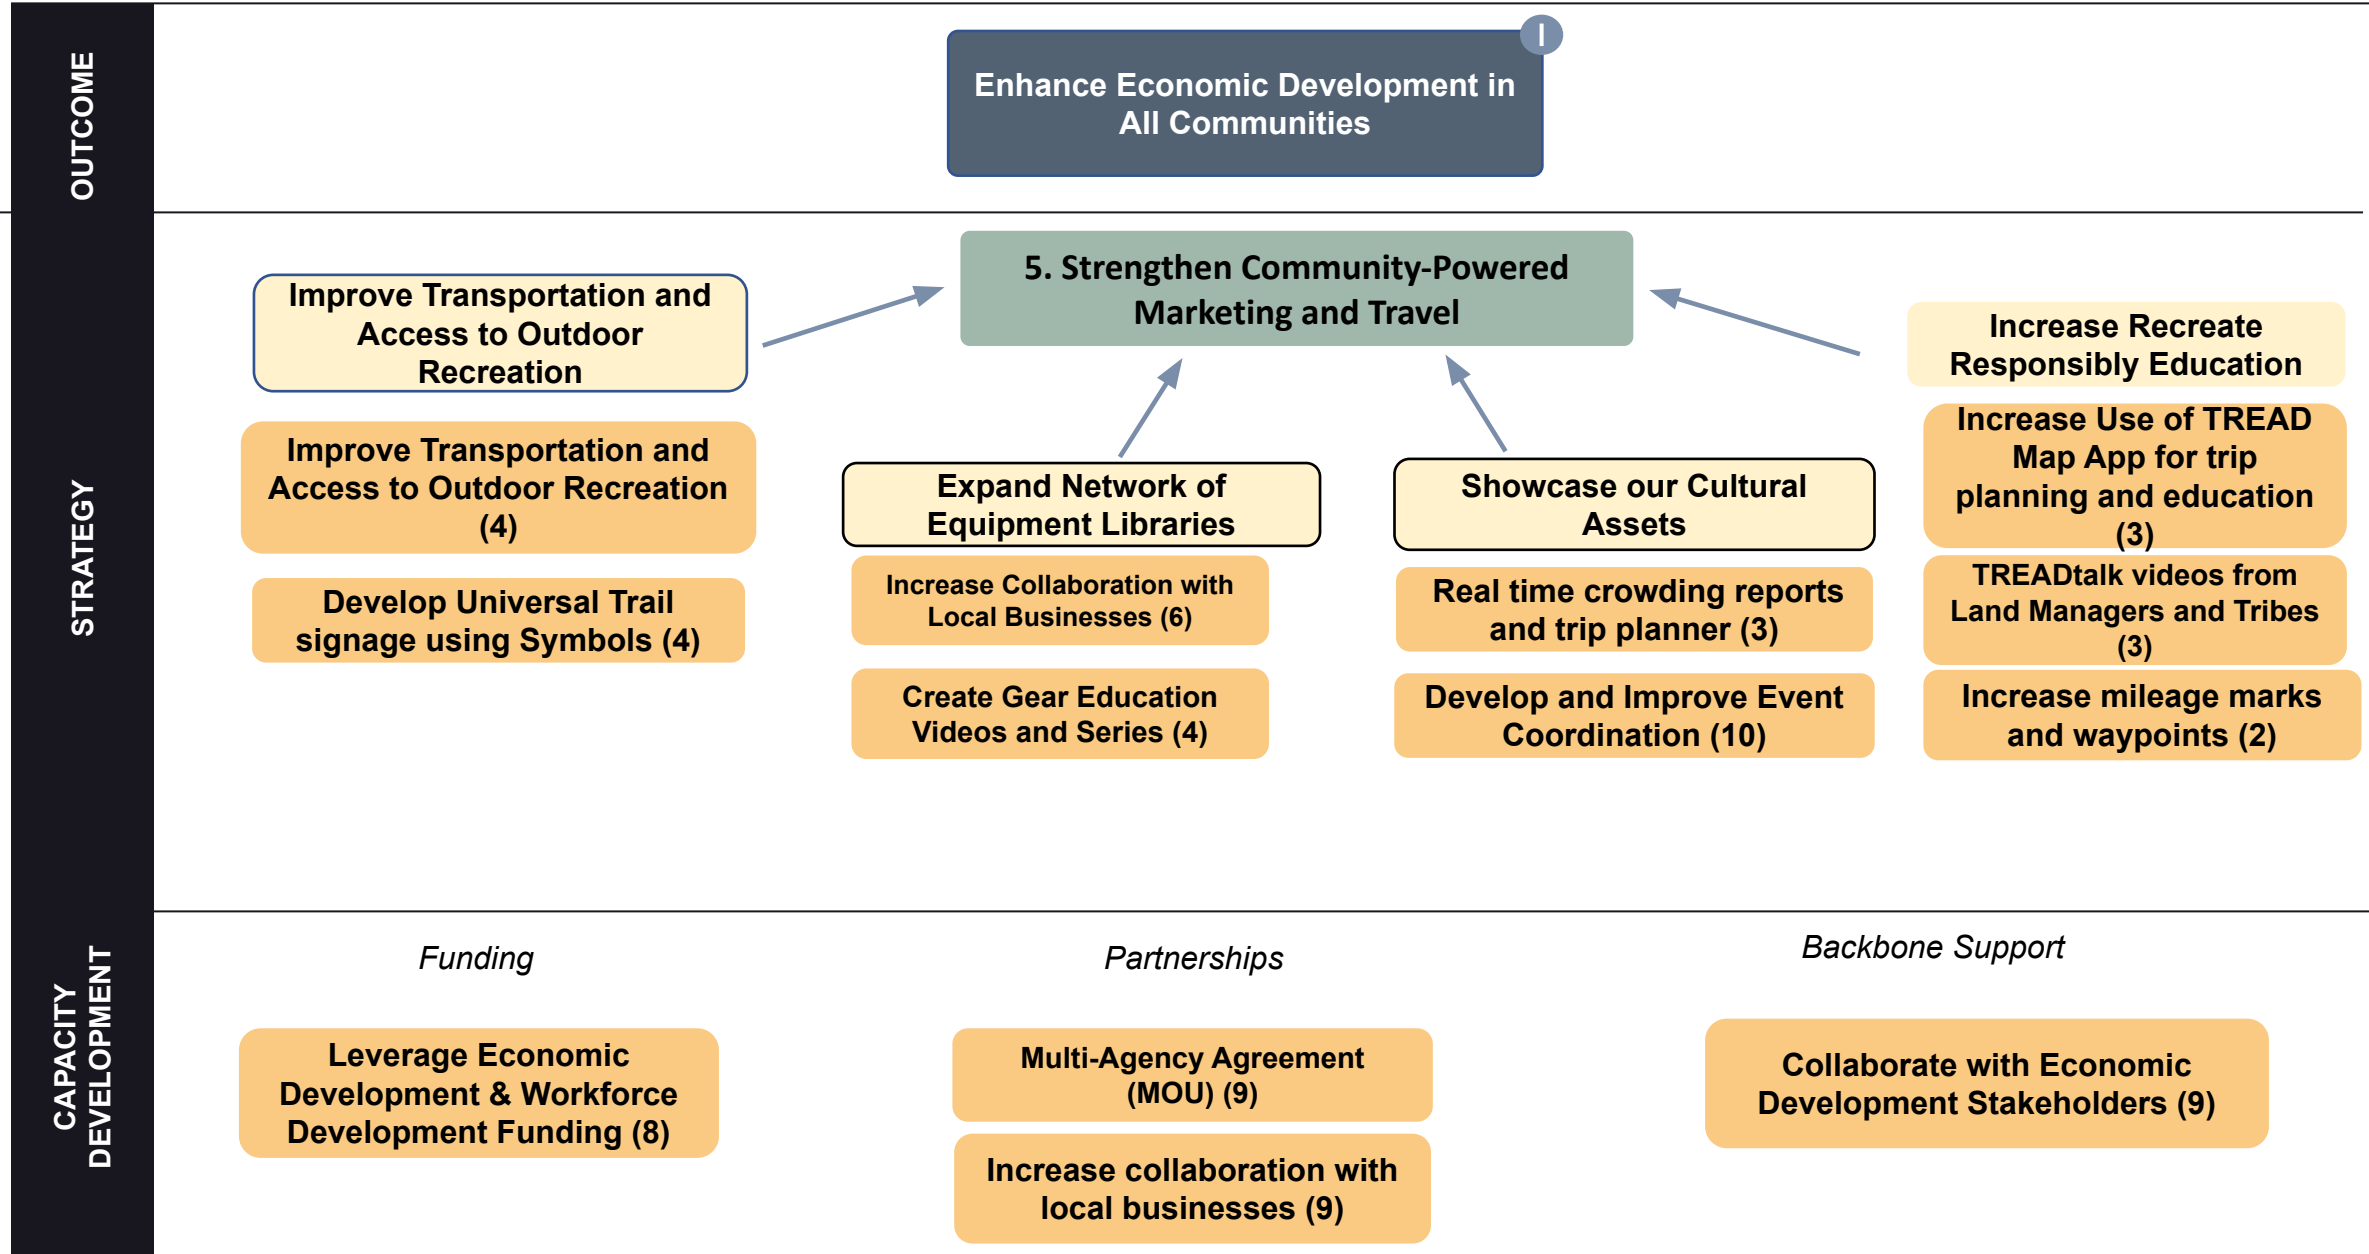 OUTCOME
I
Enhance Economic Development in
All Communities
STRATEGY
5. Strengthen Community-Powered
Marketing and Travel
Improve Transportation and
Access to Outdoor
Recreation
Improve Transportation and
Access to Outdoor Recreation
(4)
Develop Universal Trail
signage using Symbols (4)
Expand Network of
Equipment Libraries
Increase Collaboration with
Local Businesses (6)
Create Gear Education
Videos and Series (4)
Showcase our Cultural
Assets
Real time crowding reports
and trip planner (3)
Develop and Improve Event
Coordination (10)
Increase Recreate
Responsibly Education
Increase Use of TREAD
Map App for trip
planning and education
(3)
TREADtalk videos from
Land Managers and Tribes
(3)
Increase mileage marks
and waypoints (2)
CAPACITY
DEVELOPMENT
Funding
Leverage Economic
Development & Workforce
Development Funding (8)
Partnerships
Multi-Agency Agreement
(MOU) (9)
Increase collaboration with
local businesses (9)
Backbone Support
Collaborate with Economic
Development Stakeholders (9)